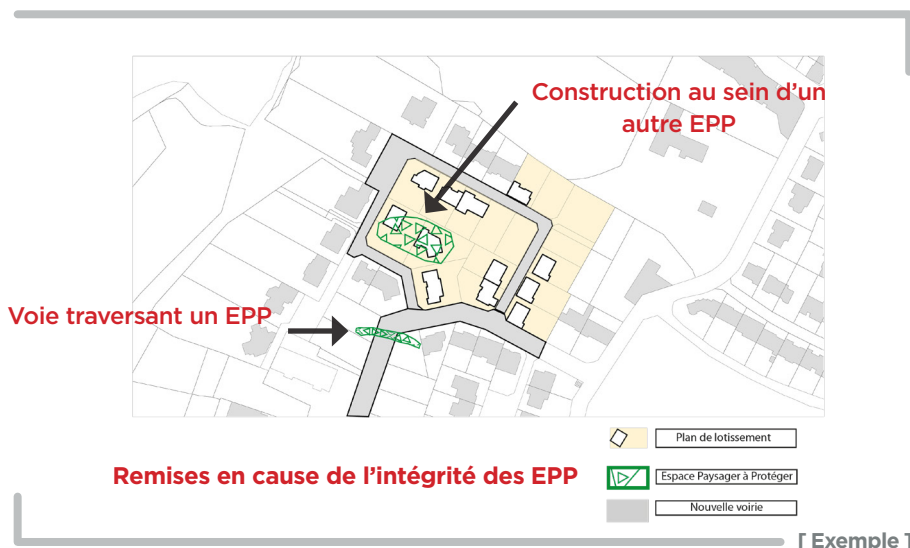 Construction au sein d'un
autre EPP
Voie traversant un EPP
Plan de lotissement
Remises en cause de l'intégrité des EPP
Espace Paysager à Protéger
Nouvelle voirie
[ Exemple